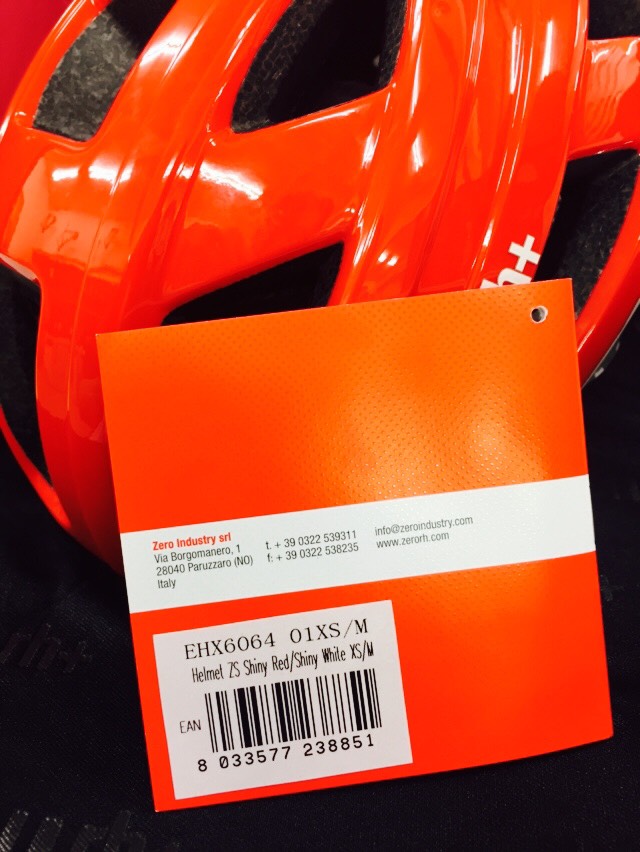 h+
Zero Industry srl
Via Borgomanero, 1
28040 Paruzzaro (NO)
Italy
t. + 39 0322 539311
f: + 39 0322 538235
info@zeroindustry.com
www.zerorh.com
EHX6064 01XS/M
Helmet ZS Shiny Red/Shiny White XS/M
EAN
8 033577 238851
rh+